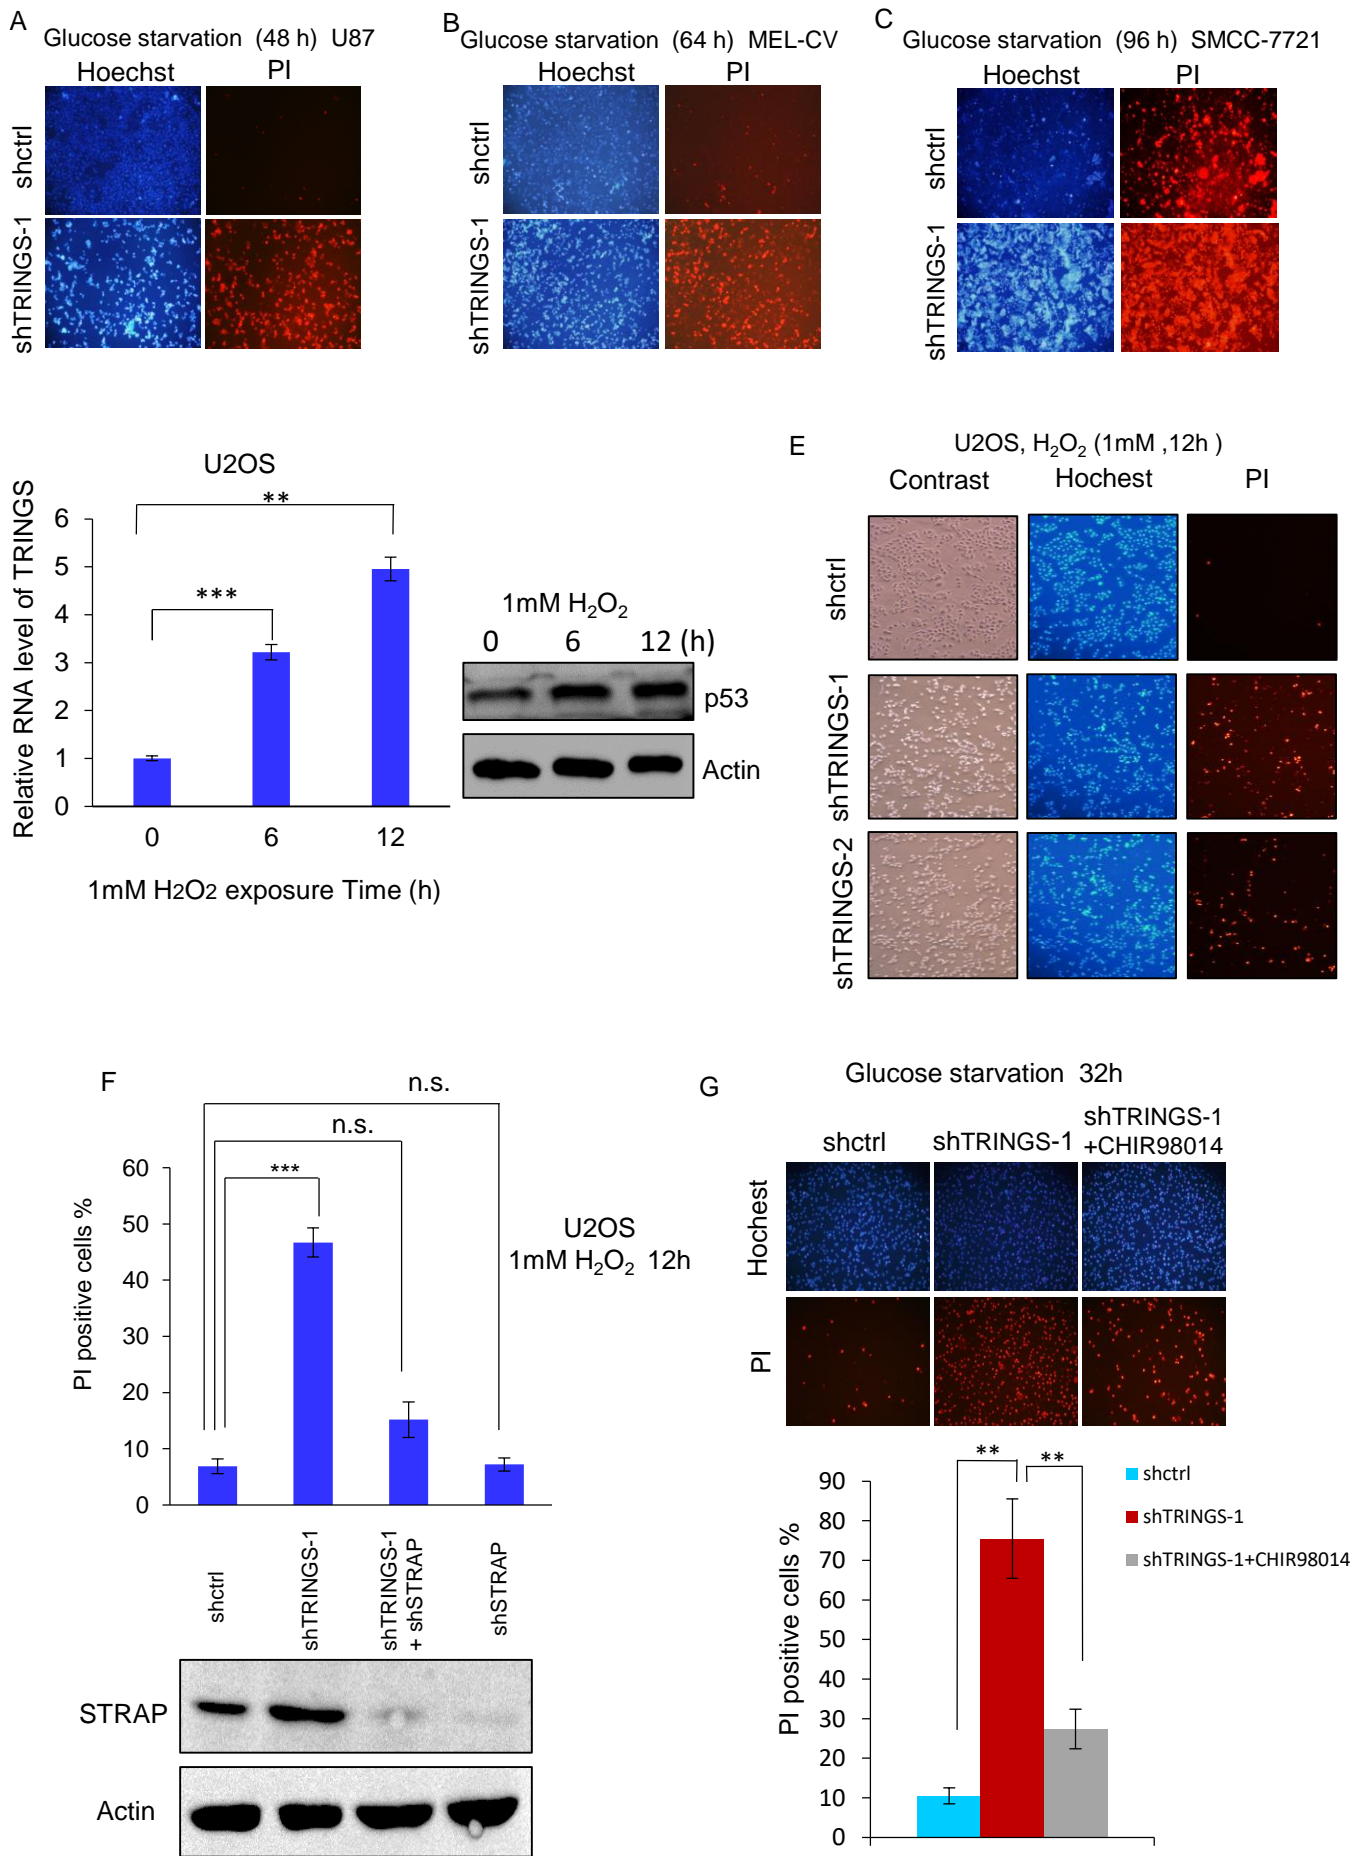 A
Glucose starvation (48 h) U87
Hoechst PI
shctrl
shTRINGS-1
B
Glucose starvation (64 h) MEL-CV
Hoechst PI
shctrl
shTRINGS-1
C
Glucose starvation (96 h) SMCC-7721
Hoechst PI
shctrl
shTRINGS-1
U2OS
Relative RNA level of TRINGS
6
5
4
3
2
1
0
**
***
0 6 12
1mM H2O2 exposure Time (h)
1mM H₂O₂
0 6 12 (h)
p53
Actin
E
U2OS, H₂O₂ (1mM ,12h )
Contrast Hochest PI
shctrl
shTRINGS-1
shTRINGS-2
F
n.s.
n.s.
***
PI positive cells %
60
50
40
30
20
10
0
U2OS
1mM H₂O₂ 12h
shctrl
shTRINGS-1
shTRINGS-1
+ shSTRAP
shSTRAP
STRAP
Actin
G
Glucose starvation 32h
shctrl
shTRINGS-1
shTRINGS-1
+CHIR98014
Hochest
PI
** **
PI positive cells %
90
80
70
60
50
40
30
20
10
0
shctrl
shTRINGS-1
shTRINGS-1+CHIR98014